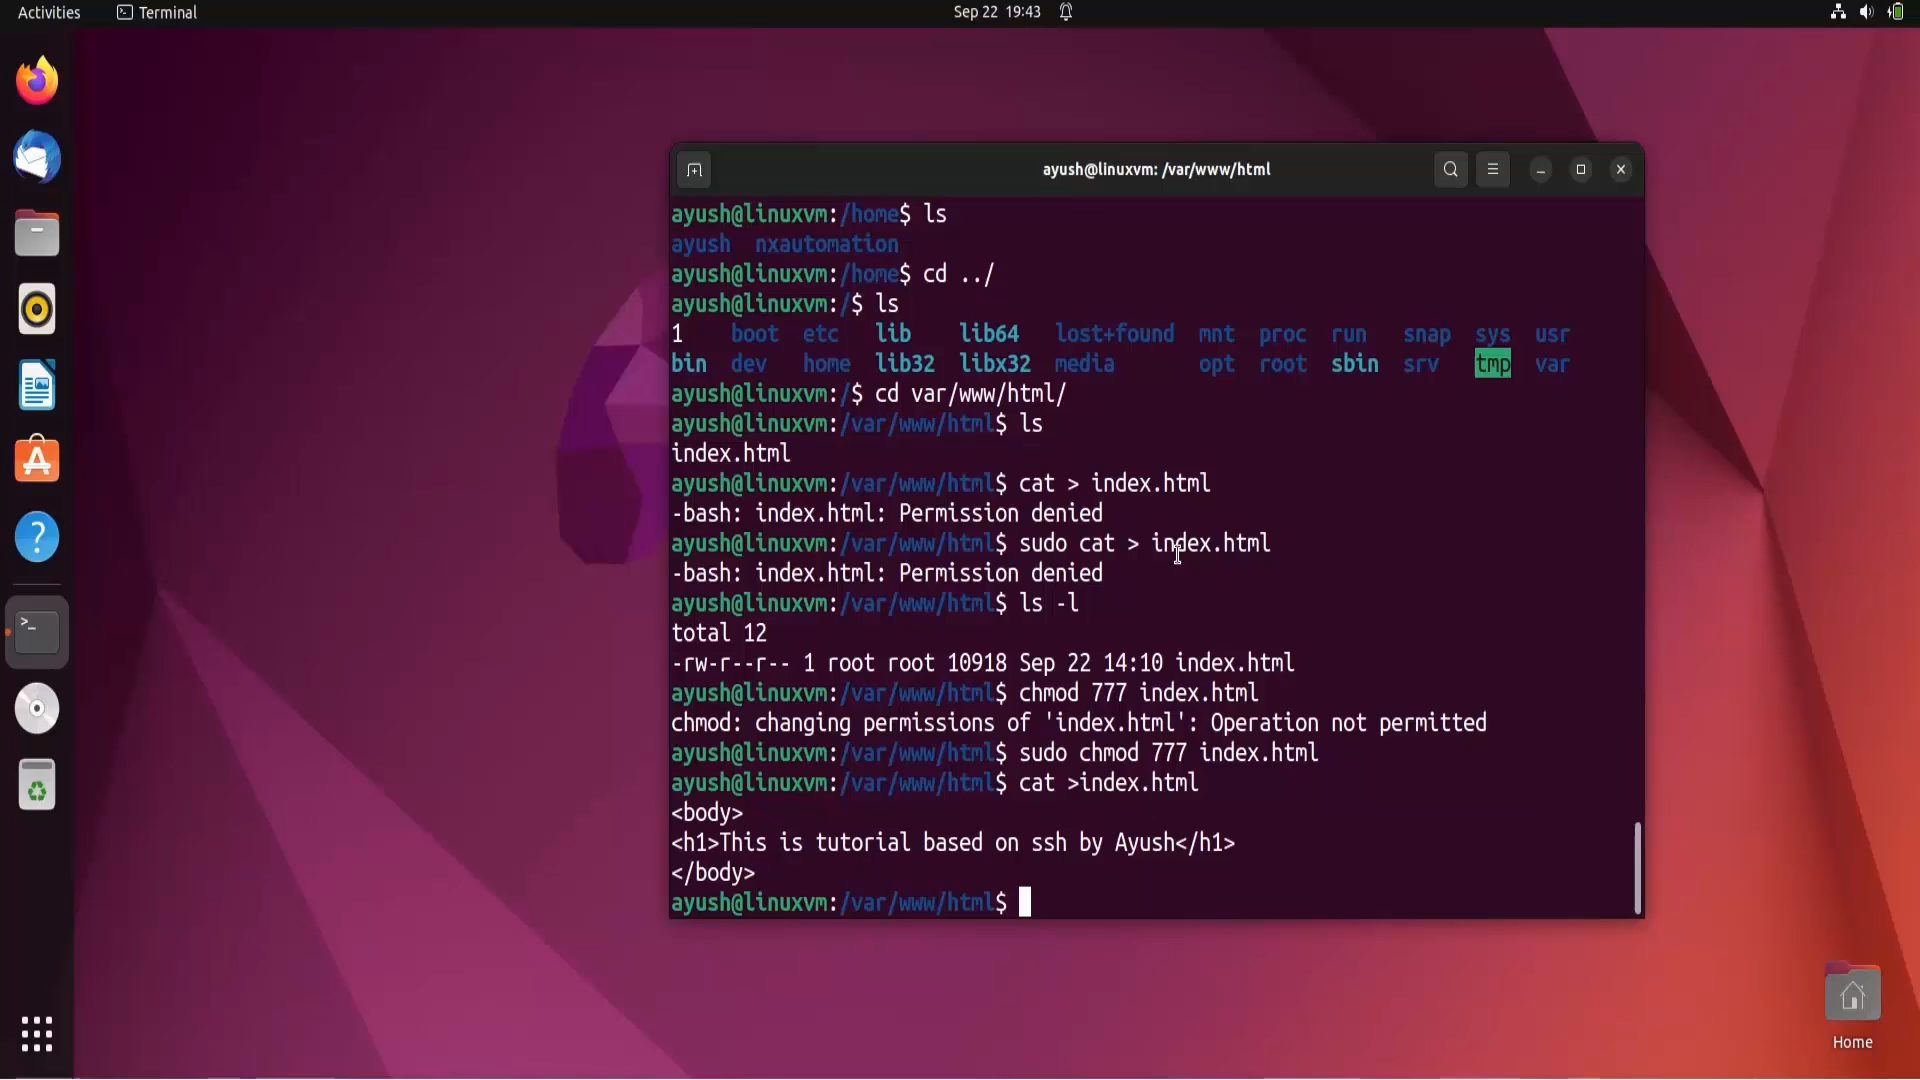 Activities Terminal Sep 22 19:43
ayush@linuxvm: /var/www/html
ayush@linuxvm:/home$ ls
ayush nxautomation
ayush@linuxvm:/home$ cd ../
ayush@linuxvm:/$ ls
1 boot etc lib lib64 lost+found mnt proc run snap sys usr
bin dev home lib32 libx32 media opt root sbin srv tmp var
ayush@linuxvm:/$ cd var/www/html/
ayush@linuxvm:/var/www/html$ ls
index.html
ayush@linuxvm:/var/www/html$ cat > index.html
-bash: index.html: Permission denied
ayush@linuxvm:/var/www/html$ sudo cat > index.html
-bash: index.html: Permission denied
ayush@linuxvm:/var/www/html$ ls -l
total 12
-rw-r--r-- 1 root root 10918 Sep 22 14:10 index.html
ayush@linuxvm:/var/www/html$ chmod 777 index.html
chmod: changing permissions of 'index.html': Operation not permitted
ayush@linuxvm:/var/www/html$ sudo chmod 777 index.html
ayush@linuxvm:/var/www/html$ cat >index.html
<body>
<h1>This is tutorial based on ssh by Ayush</h1>
</body>
ayush@linuxvm:/var/www/html$
Home